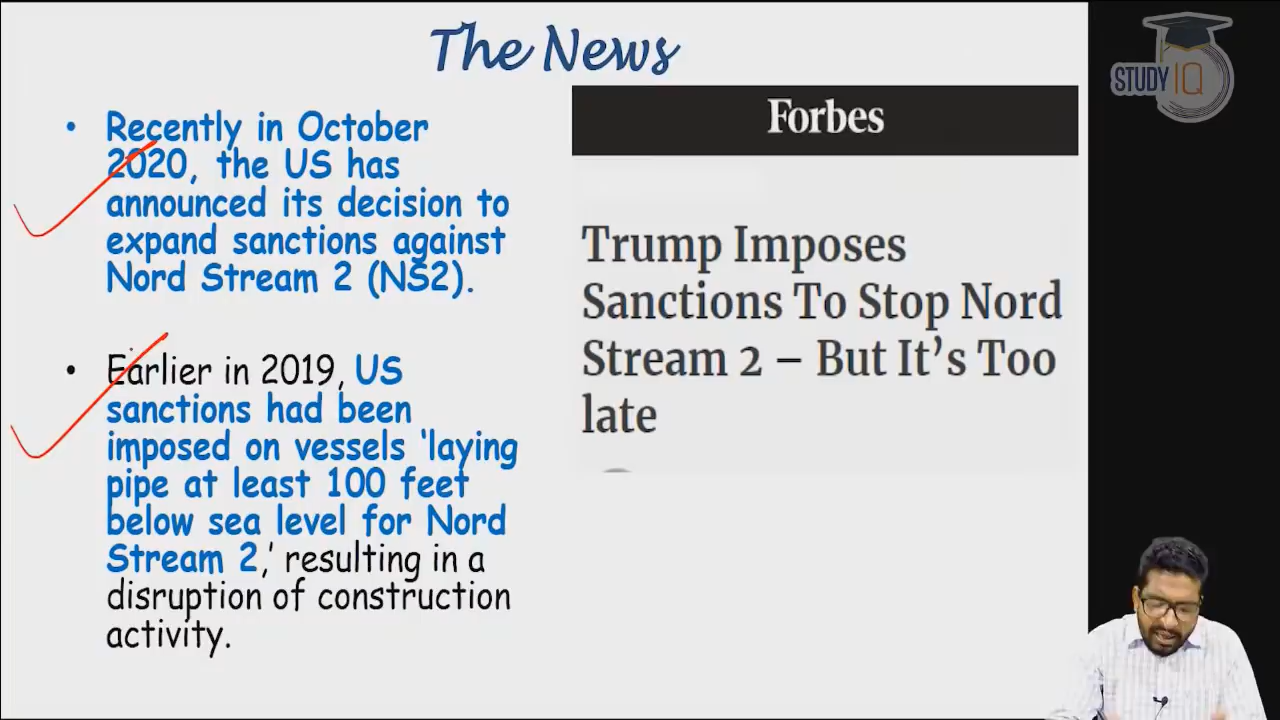 The News
• Recently in October
2020, the US has
announced its decision to
expand sanctions against
Nord Stream 2 (NS2).
• Earlier in 2019, US
sanctions had been
imposed on vessels ‘laying
pipe at least 100 feet
below sea level for Nord
Stream 2,’ resulting in a
disruption of construction
activity.
Forbes
Trump Imposes
Sanctions To Stop Nord
Stream 2 – But It’s Too
late
STUDY IQ